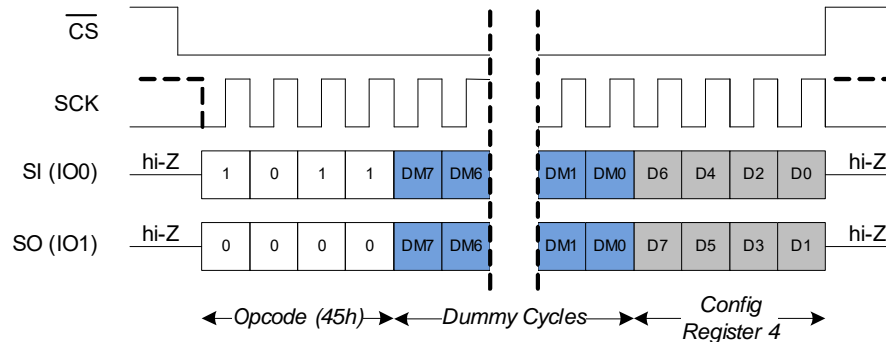 CS
SCK
SI (IO0) hi-Z 1 0 1 1 DM7 DM6 DM1 DM0 D6 D4 D2 D0 hi-Z
SO (IO1) hi-Z 0 0 0 0 DM7 DM6 DM1 DM0 D7 D5 D3 D1 hi-Z
Opcode (45h) Dummy Cycles Config
Register 4